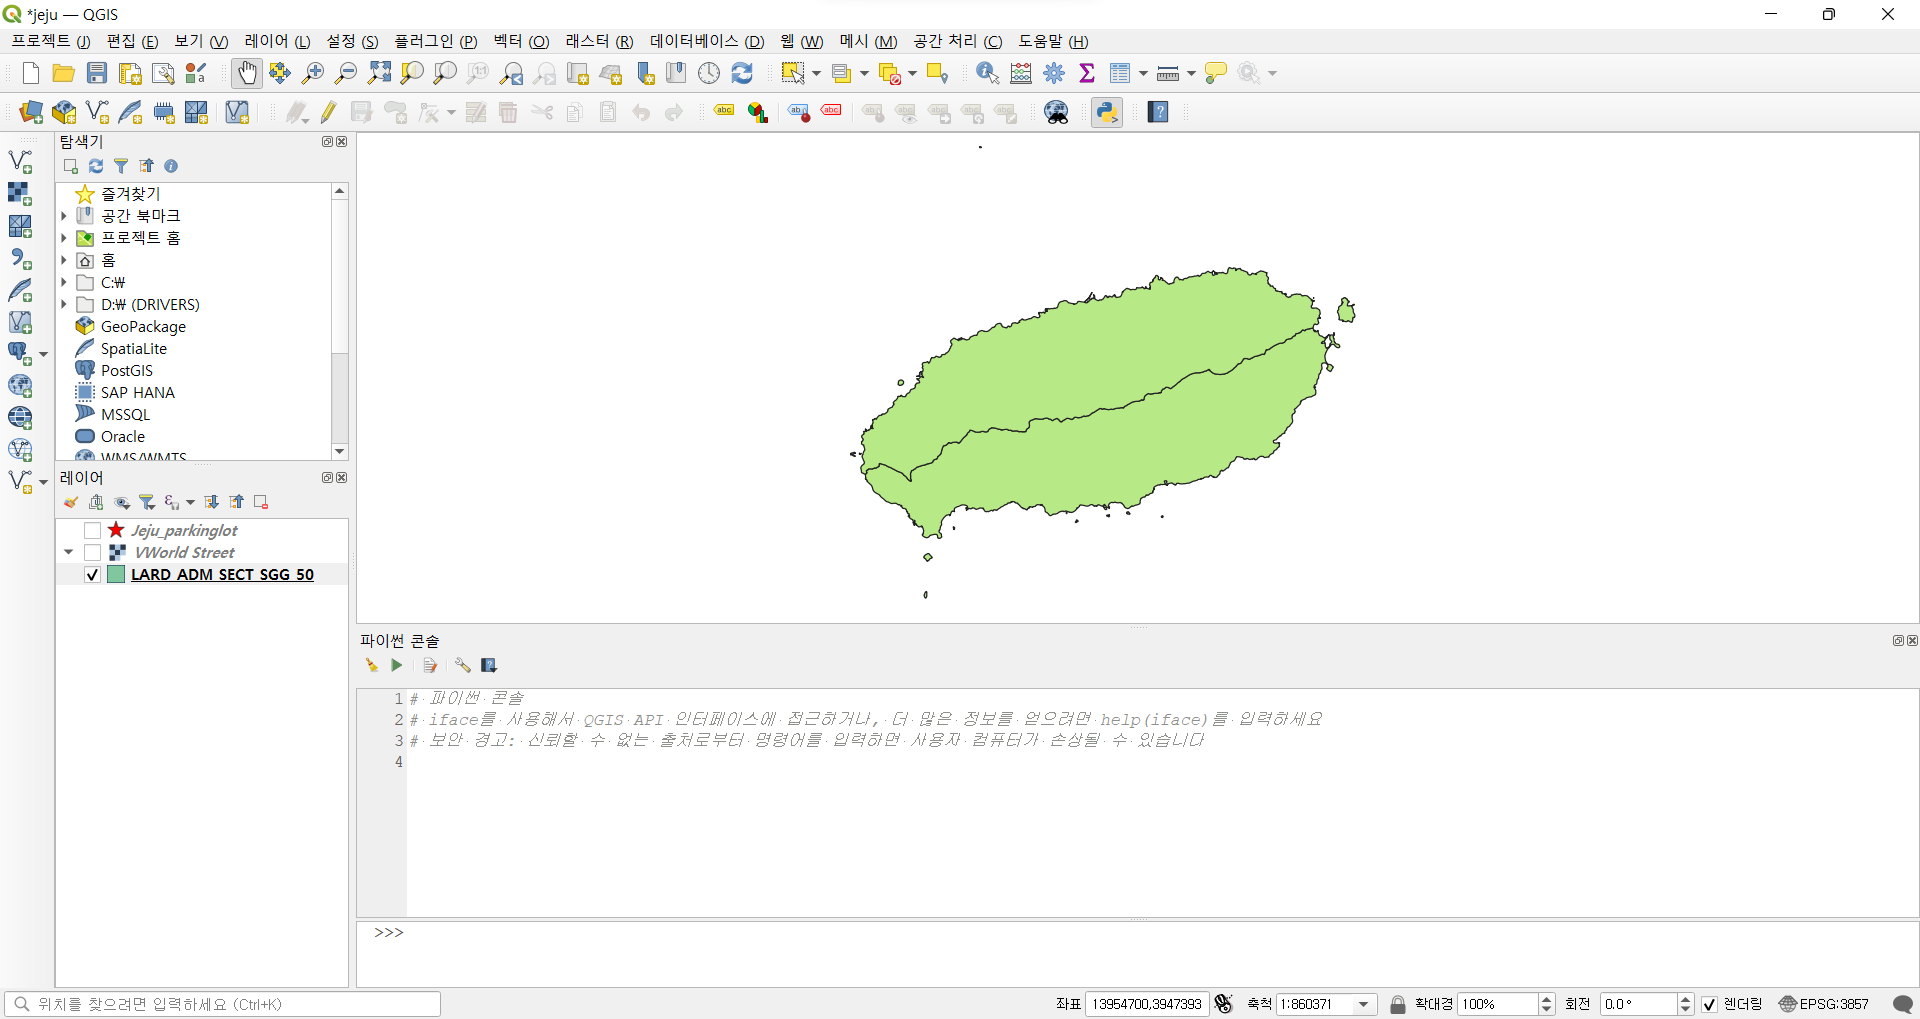 *jeju — QGIS
프로젝트 (J) 편집 (E) 보기 (V) 레이어 (L) 설정 (S) 플러그인 (P) 벡터 (O) 래스터 (R) 데이터베이스 (D) 웹 (W) 메시 (M) 공간 처리 (C) 도움말 (H)
탐색기
즐겨찾기
공간 북마크
프로젝트 홈
홈
C:₩
D:₩ (DRIVERS)
GeoPackage
SpatiaLite
PostGIS
SAP HANA
MSSQL
Oracle
WMS/WMTS
레이어
Jeju_parkinglot
VWorld Street
LARD ADM SECT SGG 50
파이썬 콘솔
1 # 파이썬 콘솔
2 # iface를 사용해서 QGIS API 인터페이스에 접근하거나, 더 많은 정보를 얻으려면 help(iface)를 입력하세요
3 # 보안 경고: 신뢰할 수 없는 출처로부터 명령어를 입력하면 사용자 컴퓨터가 손상될 수 있습니다
4
>>>
위치를 찾으려면 입력하세요 (Ctrl+K)
좌표 13954700,3947393 축척 1:860371 확대경 100% 회전 0.0 ° 렌더링 EPSG:3857